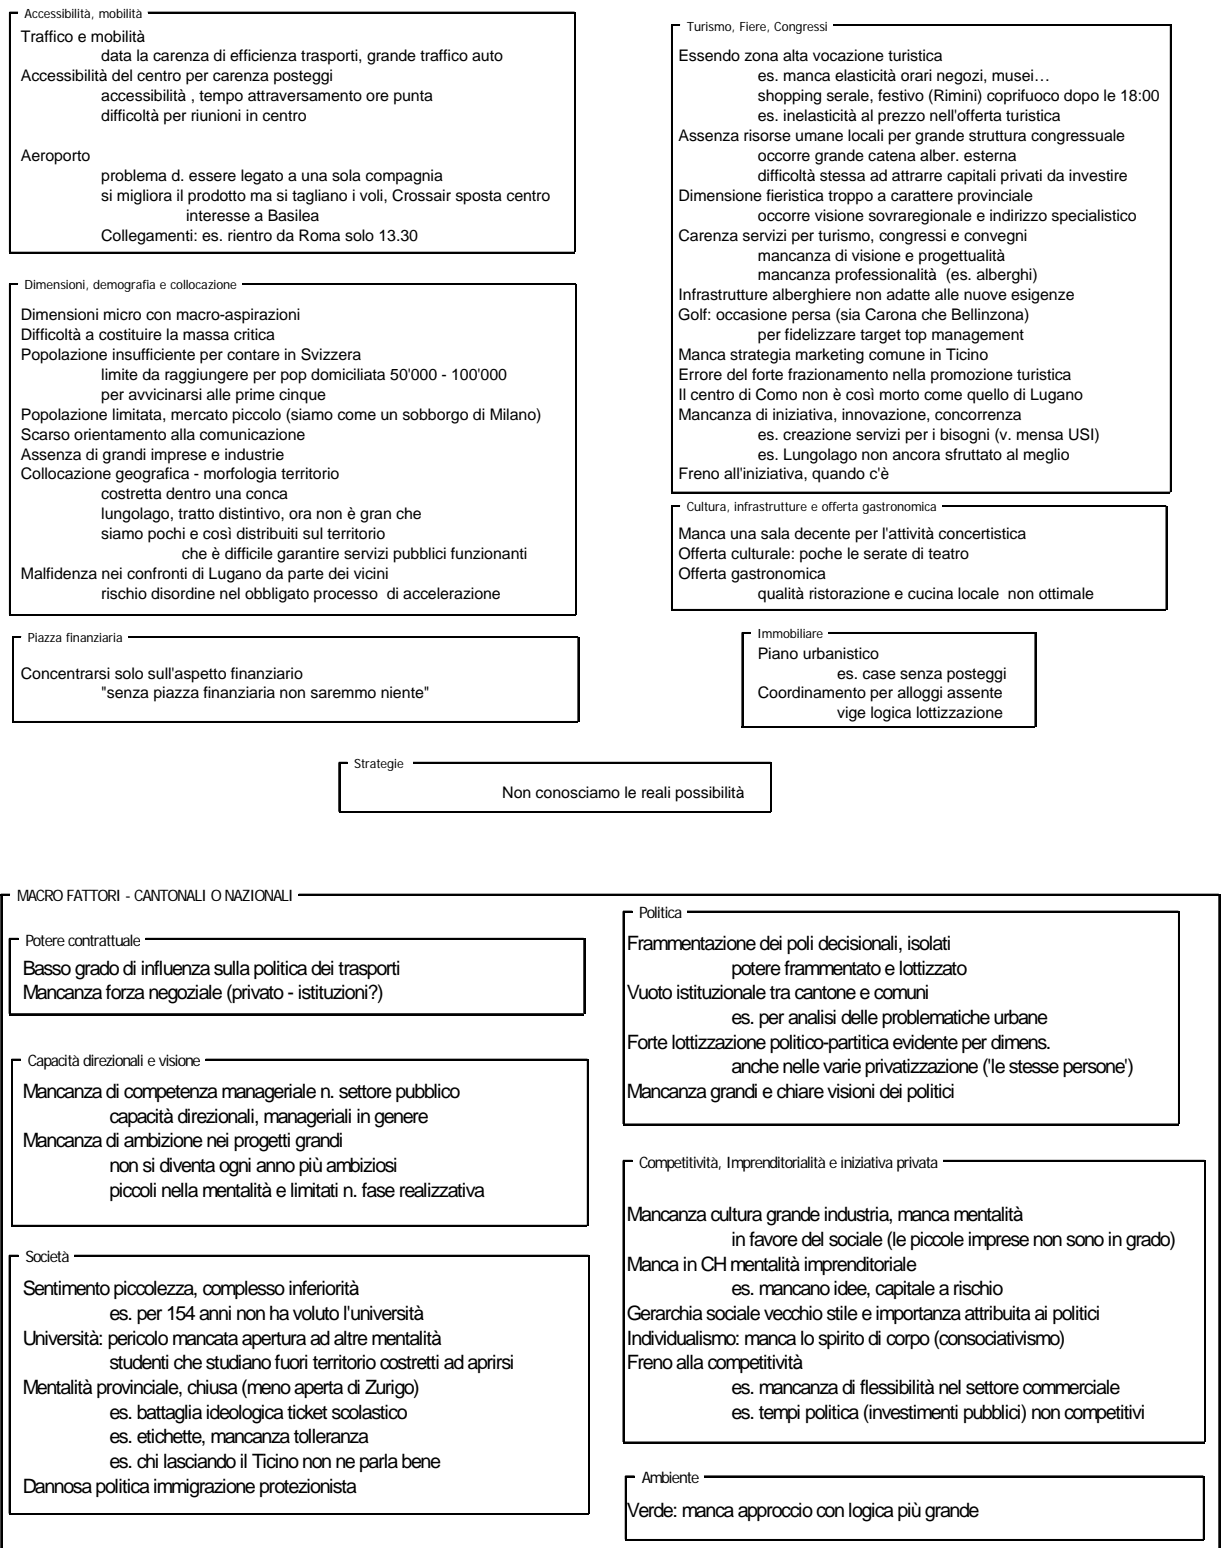 Accessibilità, mobilità
Traffico e mobilità
data la carenza di efficienza trasporti, grande traffico auto
Accessibilità del centro per carenza posteggi
accessibilità , tempo attraversamento ore punta
difficoltà per riunioni in centro
Aeroporto
problema d. essere legato a una sola compagnia
si migliora il prodotto ma si tagliano i voli, Crossair sposta centro
interesse a Basilea
Collegamenti: es. rientro da Roma solo 13.30
Dimensioni, demografia e collocazione
Dimensioni micro con macro-aspirazioni
Difficoltà a costituire la massa critica
Popolazione insufficiente per contare in Svizzera
limite da raggiungere per pop domiciliata 50'000 - 100'000
per avvicinarsi alle prime cinque
Popolazione limitata, mercato piccolo (siamo come un sobborgo di Milano)
Scarso orientamento alla comunicazione
Assenza di grandi imprese e industrie
Collocazione geografica - morfologia territorio
costretta dentro una conca
lungolago, tratto distintivo, ora non è gran che
siamo pochi e così distribuiti sul territorio
che è difficile garantire servizi pubblici funzionanti
Malfidenza nei confronti di Lugano da parte dei vicini
rischio disordine nel obbligato processo  di accelerazione
Piazza finanziaria
Concentrarsi solo sull'aspetto finanziario
"senza piazza finanziaria non saremmo niente"
Turismo, Fiere, Congressi
Essendo zona alta vocazione turistica
es. manca elasticità orari negozi, musei…
shopping serale, festivo (Rimini) coprifuoco dopo le 18:00
es. inelasticità al prezzo nell'offerta turistica
Assenza risorse umane locali per grande struttura congressuale
occorre grande catena alber. esterna
difficoltà stessa ad attrarre capitali privati da investire
Dimensione fieristica troppo a carattere provinciale
occorre visione sovraregionale e indirizzo specialistico
Carenza servizi per turismo, congressi e convegni
mancanza di visione e progettualità
mancanza professionalità  (es. alberghi)
Infrastrutture alberghiere non adatte alle nuove esigenze
Golf: occasione persa (sia Carona che Bellinzona)
per fidelizzare target top management
Manca strategia marketing comune in Ticino
Errore del forte frazionamento nella promozione turistica
Il centro di Como non è così morto come quello di Lugano
Mancanza di iniziativa, innovazione, concorrenza
es. creazione servizi per i bisogni (v. mensa USI)
es. Lungolago non ancora sfruttato al meglio
Freno all'iniziativa, quando c'è
Cultura, infrastrutture e offerta gastronomica
Manca una sala decente per l'attività concertistica
Offerta culturale: poche le serate di teatro
Offerta gastronomica
qualità ristorazione e cucina locale  non ottimale
Immobiliare
Piano urbanistico
es. case senza posteggi
Coordinamento per alloggi assente
vige logica lottizzazione
Strategie
Non conosciamo le reali possibilità
MACRO FATTORI - CANTONALI O NAZIONALI
Potere contrattuale
Basso grado di influenza sulla politica dei trasporti
Mancanza forza negoziale (privato - istituzioni?)
Capacità direzionali e visione
Mancanza di competenza manageriale n. settore pubblico
capacità direzionali, manageriali in genere
Mancanza di ambizione nei progetti grandi
non si diventa ogni anno più ambiziosi
piccoli nella mentalità e limitati n. fase realizzativa
Società
Sentimento piccolezza, complesso inferiorità
es. per 154 anni non ha voluto l'università
Università: pericolo mancata apertura ad altre mentalità
studenti che studiano fuori territorio costretti ad aprirsi
Mentalità provinciale, chiusa (meno aperta di Zurigo)
es. battaglia ideologica ticket scolastico
es. etichette, mancanza tolleranza
es. chi lasciando il Ticino non ne parla bene
Dannosa politica immigrazione protezionista
Politica
Frammentazione dei poli decisionali, isolati
potere frammentato e lottizzato
Vuoto istituzionale tra cantone e comuni
es. per analisi delle problematiche urbane
Forte lottizzazione politico-partitica evidente per dimens.
anche nelle varie privatizzazione ('le stesse persone')
Mancanza grandi e chiare visioni dei politici
Competitività, Imprenditorialità e iniziativa privata
Mancanza cultura grande industria, manca mentalità
in favore del sociale (le piccole imprese non sono in grado)
Manca in CH mentalità imprenditoriale
es. mancano idee, capitale a rischio
Gerarchia sociale vecchio stile e importanza attribuita ai politici
Individualismo: manca lo spirito di corpo (consociativismo)
Freno alla competitività
es. mancanza di flessibilità nel settore commerciale
es. tempi politica (investimenti pubblici) non competitivi
Ambiente
Verde: manca approccio con logica più grande